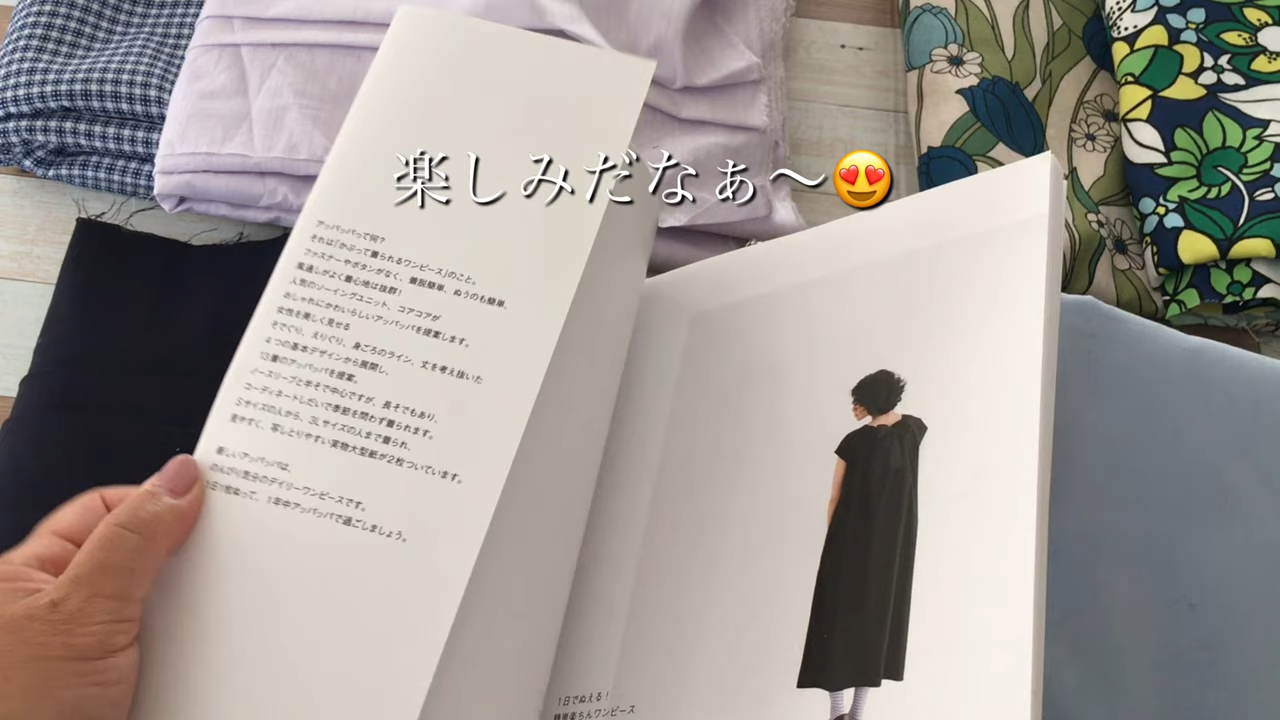 楽しみだなぁ〜😍
アッパッパって何?
それは「かぶって着られるワンピース」のこと。
ファスナーやボタンがなく、着脱簡単、ぬうのも簡単、
風通しがよく着心地は抜群!
人気のソーイングユニット、コアコアが
おしゃれにかわいらしいアッパッパを提案します。
女性を美しく見せる
そでぐり、えりぐり、身ごろのライン、丈を考え抜いた
4つの基本デザインから展開し、
13着のアッパッパを提案。
ノースリーブと半そで中心ですが、長そでもあり、
コーディネートしだいで季節を問わず着られます。
Sサイズの人から、3Lサイズの人まで着られ、
見やすく、写しとりやすい実物大型紙が2枚ついています。
新しいアッパッパは、
のんびり気分のデイリーワンピースです。
ぬって、1年中アッパッパで過ごしましょう。
1日でぬえる!
簡単楽ちんワンピース